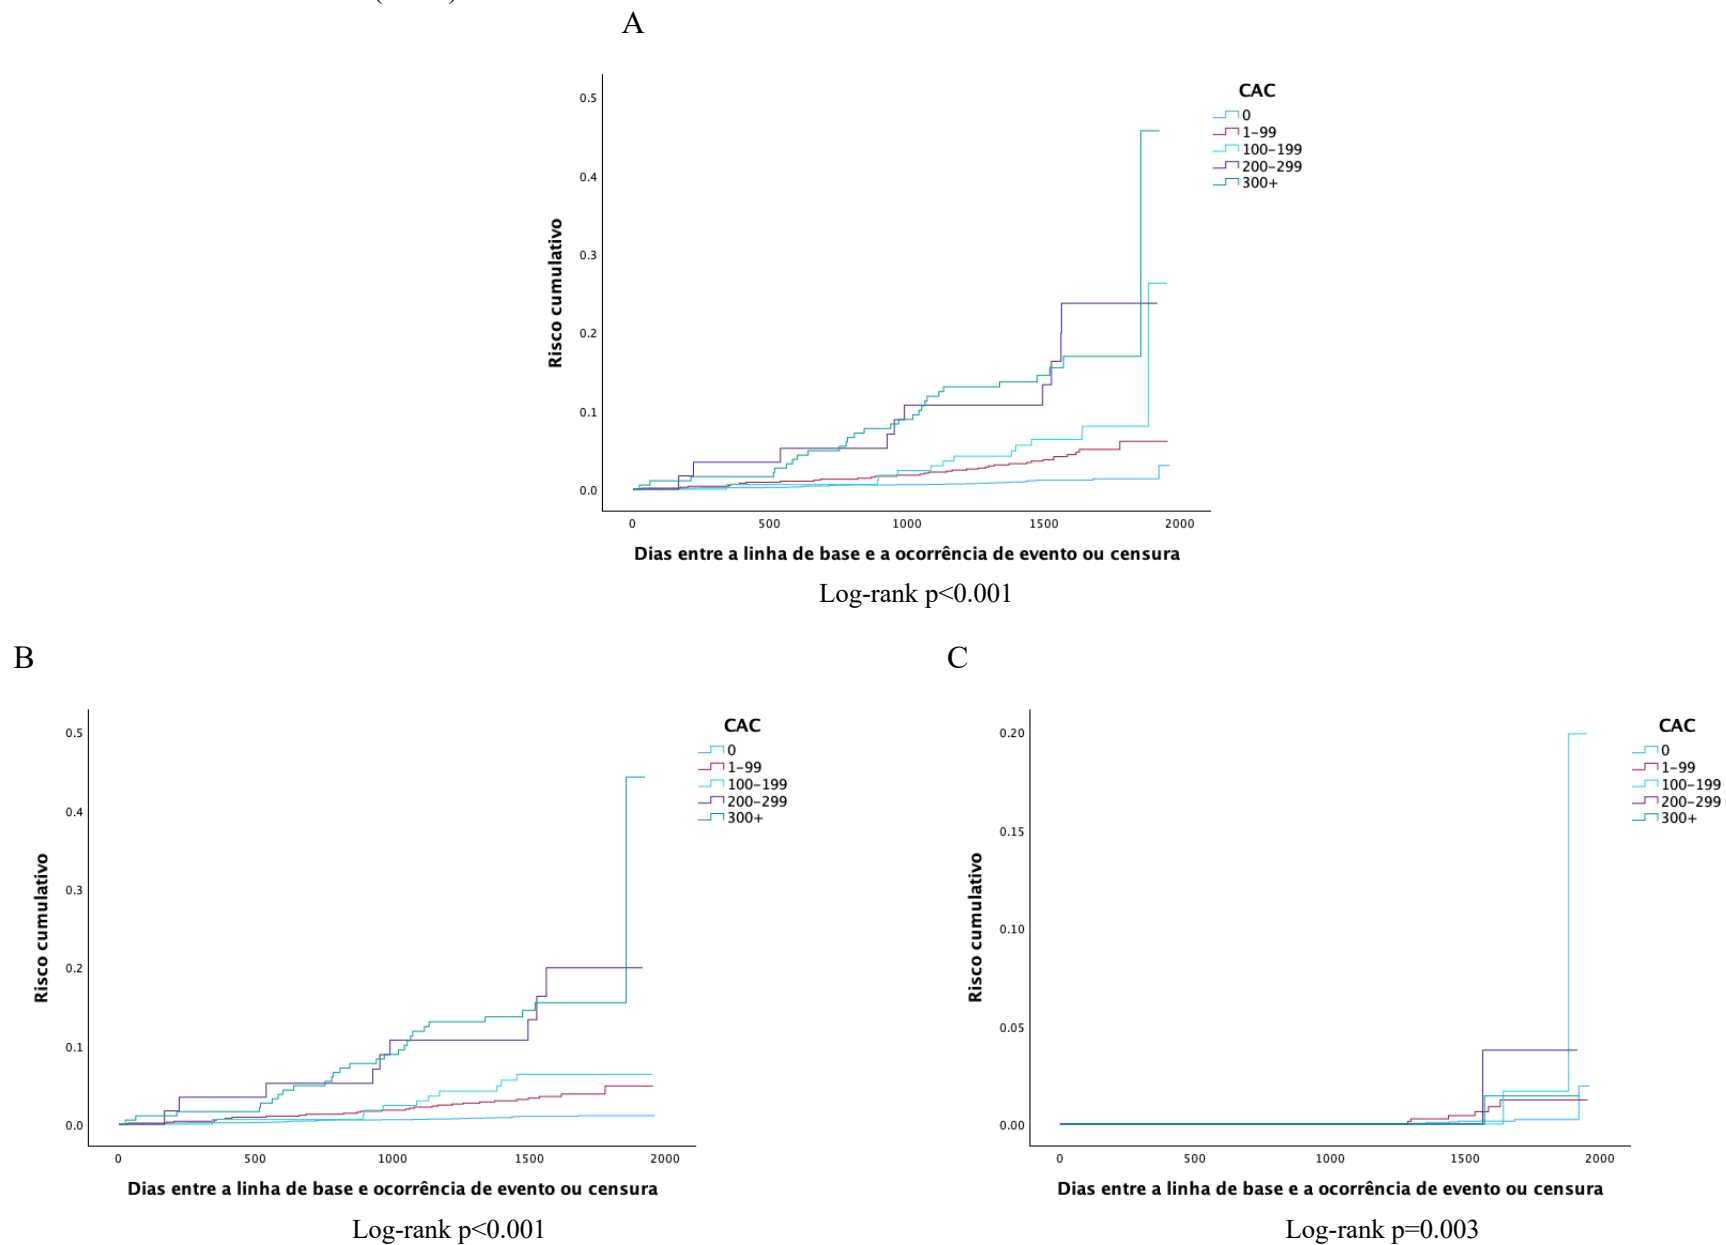 A
CAC
0
1-99
100-199
200-299
300+
0.5
0.4
0.3
0.2
0.1
0.0
Risco cumulativo
0 500 1000 1500 2000
Dias entre a linha de base e a ocorrência de evento ou censura
Log-rank p<0.001
B
CAC
0
1-99
100-199
200-299
300+
0.5
0.4
0.3
0.2
0.1
0.0
Risco cumulativo
0 500 1000 1500 2000
Dias entre a linha de base e ocorrência de evento ou censura
Log-rank p<0.001
C
CAC
0
1-99
100-199
200-299
300+
0.20
0.15
0.10
0.05
0.00
Risco cumulativo
0 500 1000 1500 2000
Dias entre a linha de base e a ocorrência de evento ou censura
Log-rank p=0.003